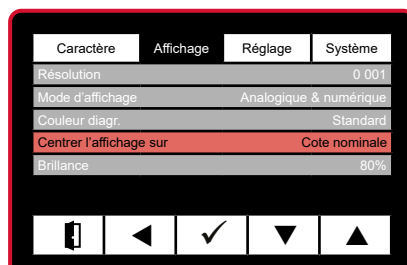 Caractère Affichage Réglage Système
Résolution 0 001
Mode d'affichage Analogique & numérique
Couleur diagr. Standard
Centrer l'affichage sur Cote nominale
Brillance 80%